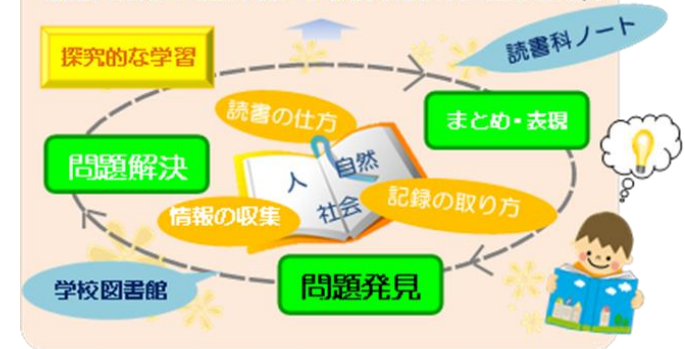 探究的な学習
読書科ノート
読書の仕方
まとめ・表現
問題解決
人
自然
社会
記録の取り方
情報の収集
学校図書館
問題発見